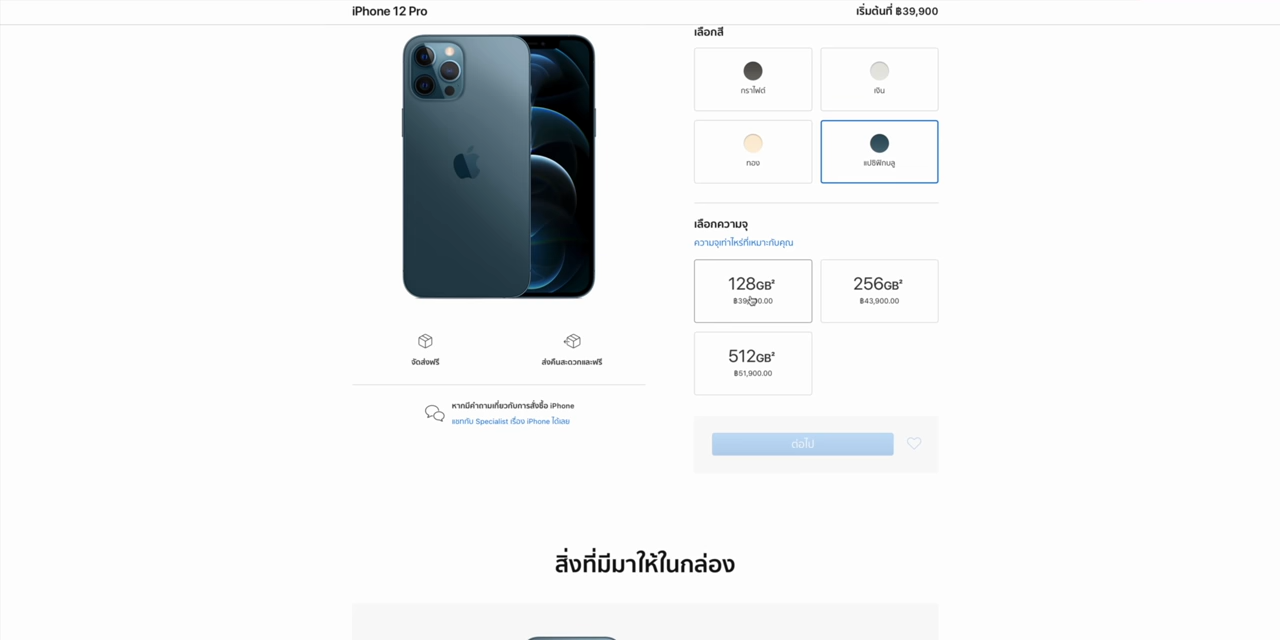 iPhone 12 Pro
เริ่มต้นที่ ฿39,900
เลือกสี
กราไฟต์
เงิน
ทอง
แปซิฟิกบลู
เลือกความจุ
ความจุเท่าไหร่ที่เหมาะกับคุณ
128GB²
256GB²
฿43,900.00
512GB²
฿51,900.00
จัดส่งฟรี
ส่งคืนสะดวกและฟรี
หากมีคำถามเกี่ยวกับการสั่งซื้อ iPhone
แชทกับ Specialist เรื่อง iPhone ได้เลย
ต่อไป
สิ่งที่มีมาให้ในกล่อง